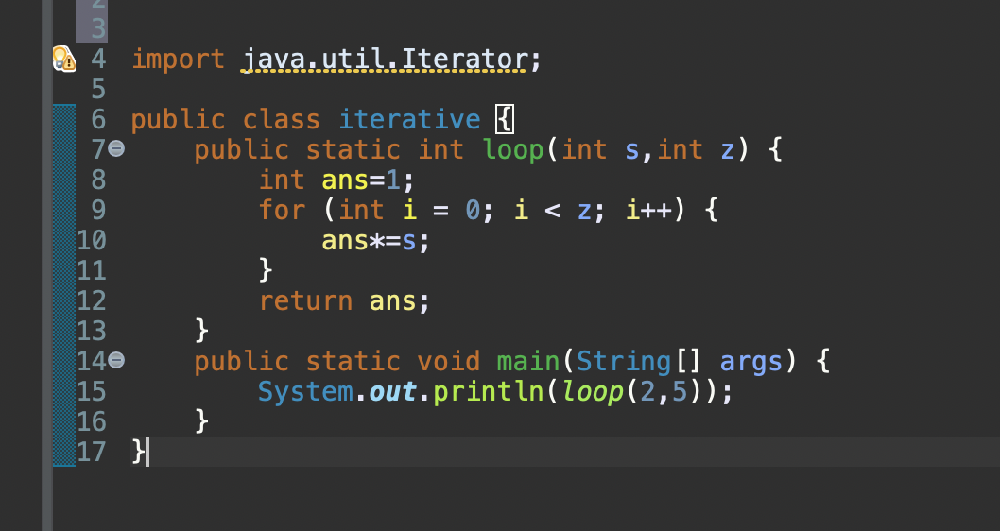 2
3
4 import java.util.Iterator;
5
6 public class iterative {
7 public static int loop(int s,int z) {
8 int ans=1;
9 for (int i = 0; i < z; i++) {
10 ans*=s;
11 }
12 return ans;
13 }
14 public static void main(String[] args) {
15 System.out.println(loop(2,5));
16 }
17 }